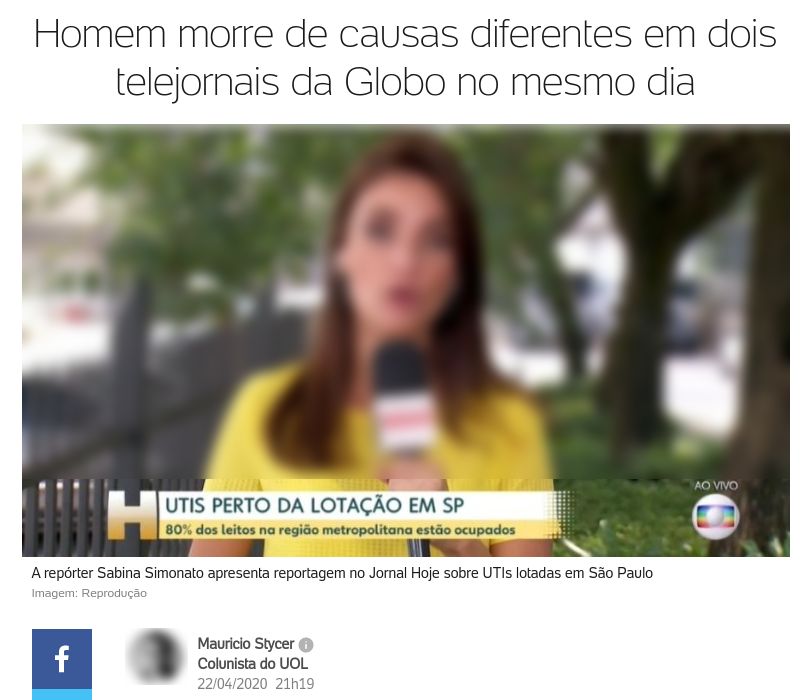 Homem morre de causas diferentes em dois
telejornais da Globo no mesmo dia
AO VIVO
UTIS PERTO DA LOTAÇÃO EM SP
80% dos leitos na região metropolitana estão ocupados
A repórter Sabina Simonato apresenta reportagem no Jornal Hoje sobre UTIs lotadas em São Paulo
Imagem: Reprodução
Mauricio Stycer
Colunista do UOL
22/04/2020 21h19